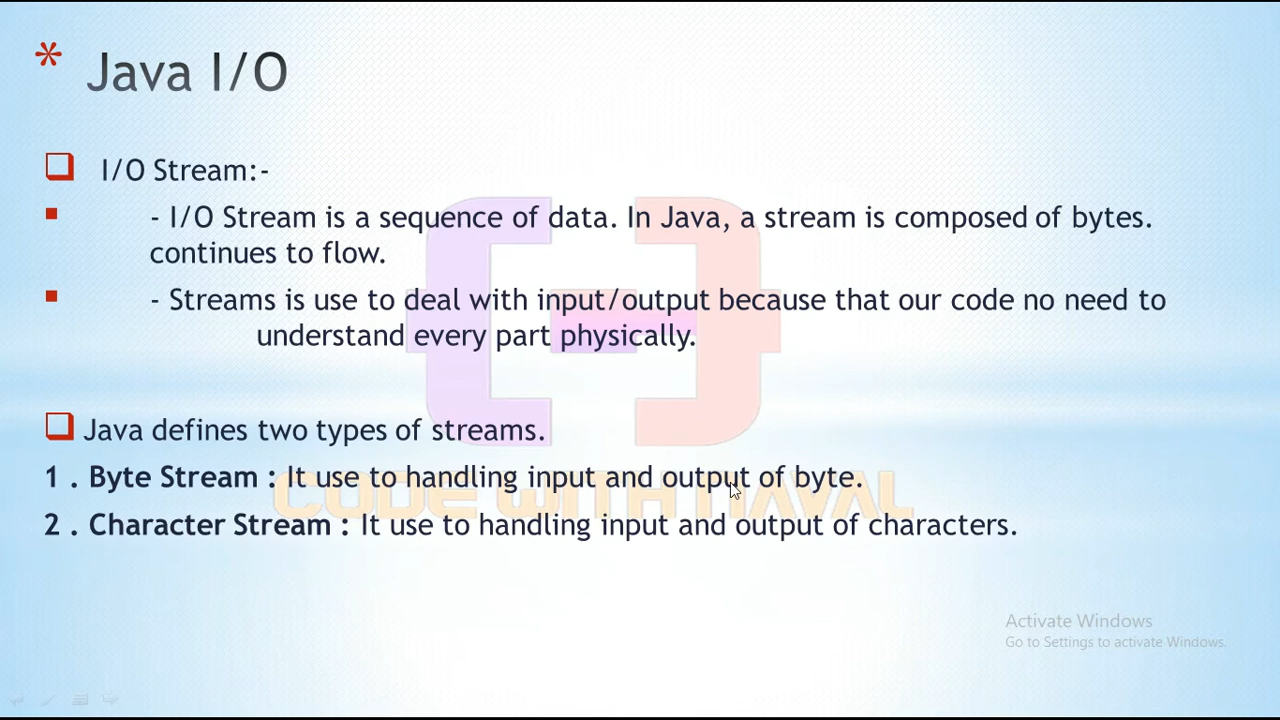 * Java I/O
I/O Stream:-
- I/O Stream is a sequence of data. In Java, a stream is composed of bytes.
continues to flow.
- Streams is use to deal with input/output because that our code no need to
understand every part physically.
Java defines two types of streams.
1 . Byte Stream : It use to handling input and output of byte.
2 . Character Stream : It use to handling input and output of characters.
CODE WITH NAVAL
Activate Windows
Go to Settings to activate Windows.